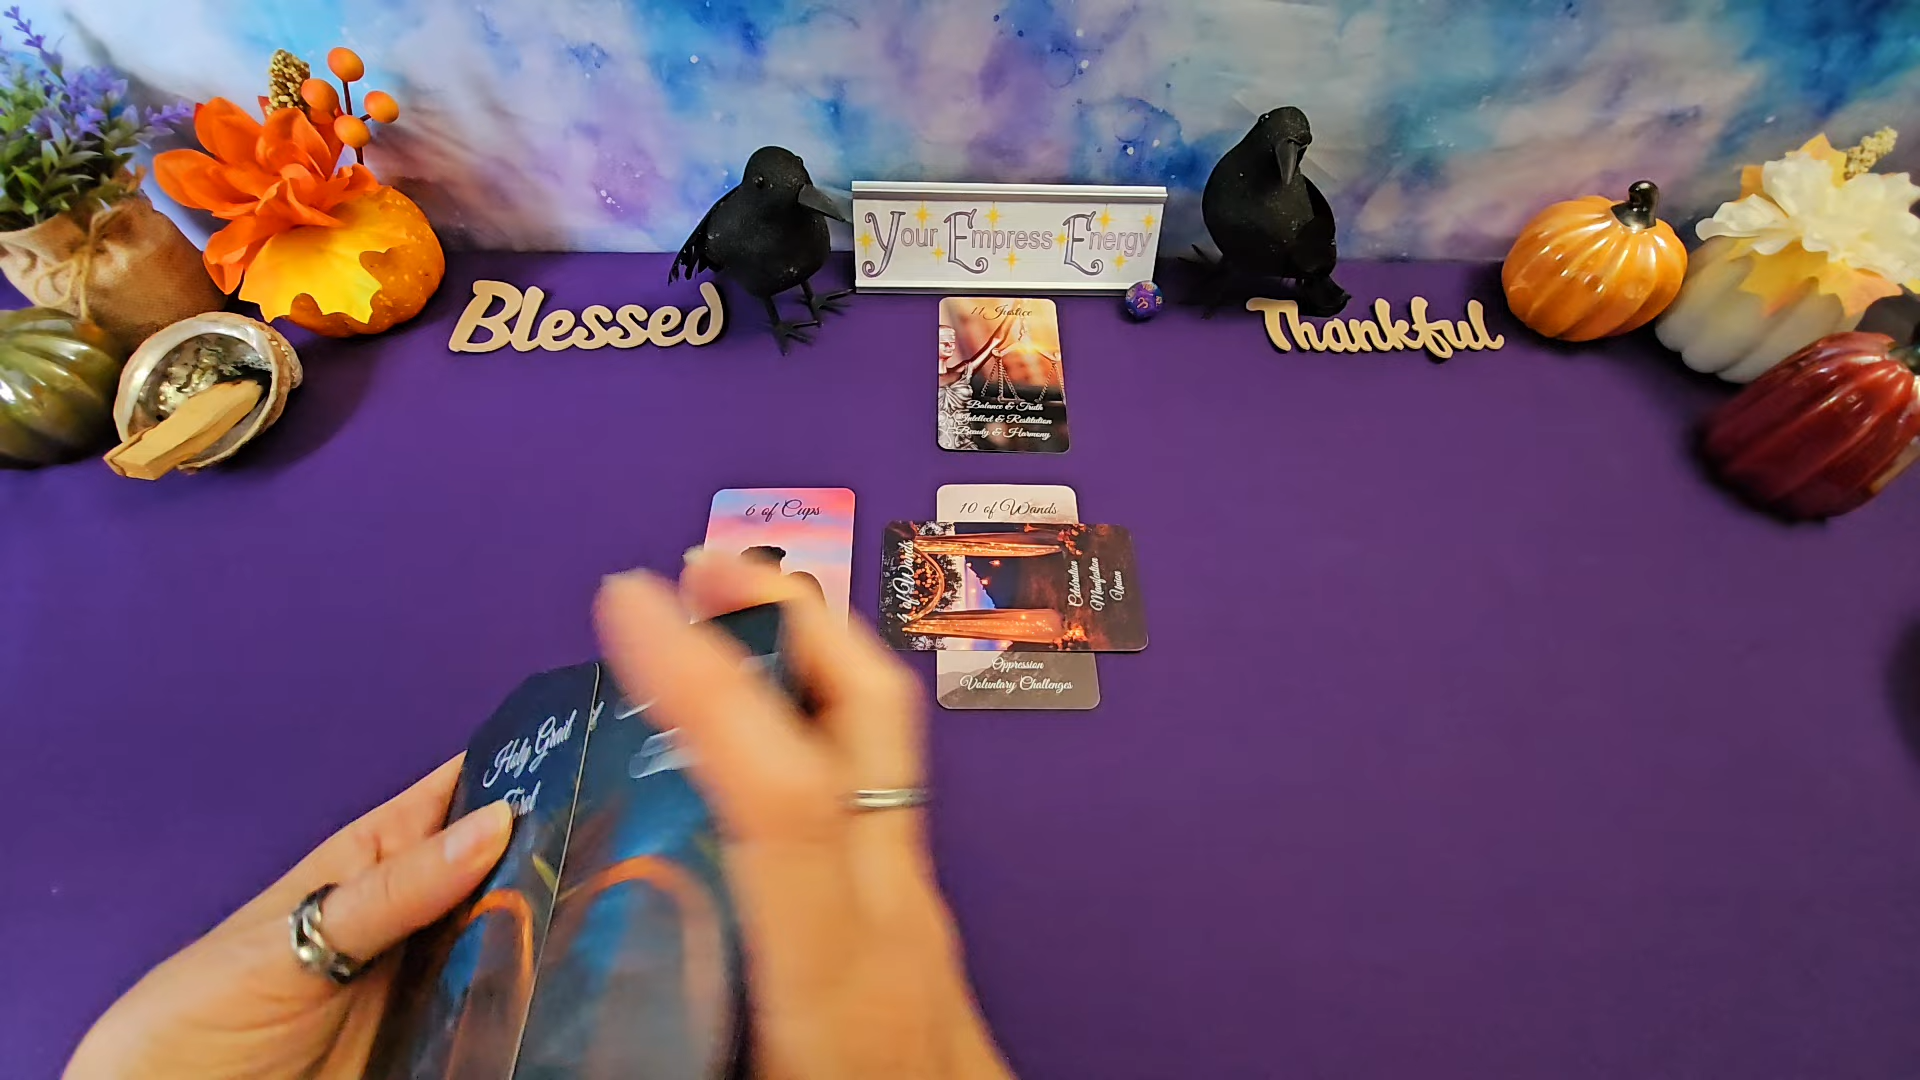 Your Empress Energy
Blessed
Thankful
11 Justice
Balance & Truth
Intellect & Restitution
Beauty & Harmony
6 of Cups
10 of Wands
4 of Wands
Celebration
Manifestation
Union
Oppression
Voluntary Challenges
Holy Grail
Tarot